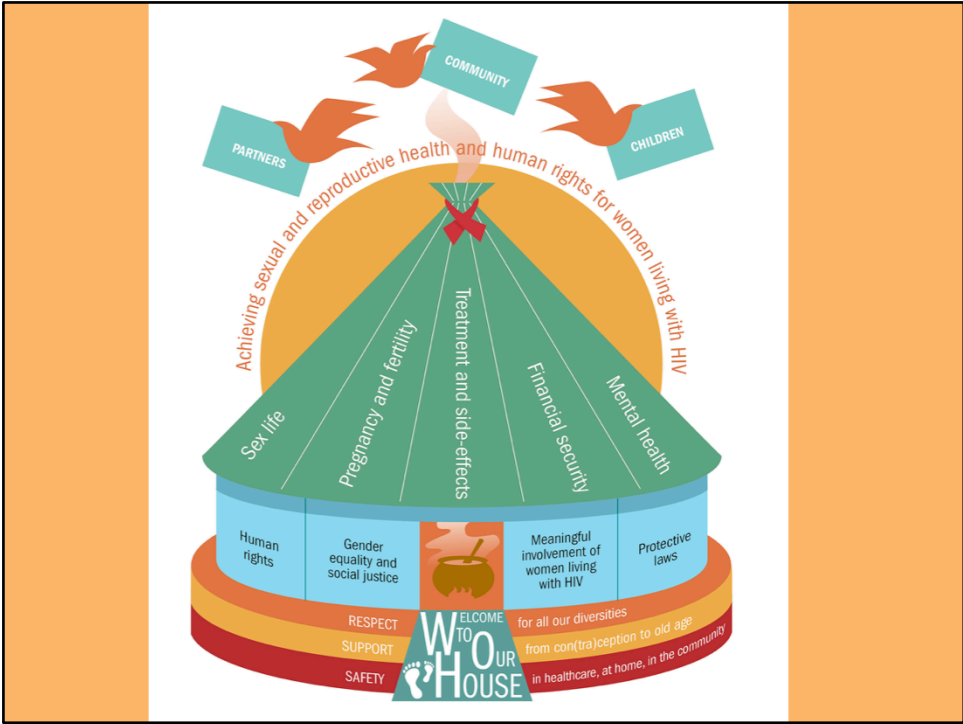 COMMUNITY
PARTNERS
CHILDREN
Achieving sexual and reproductive health and human rights for women living with HIV
Sex life
Pregnancy and fertility
Treatment and side-effects
Financial security
Mental health
Human
rights
Gender
equality and
social justice
Meaningful
involvement of
women living
with HIV
Protective
laws
RESPECT
for all our diversities
SUPPORT
from con(tra)ception to old age
SAFETY
in healthcare, at home, in the community
WELCOME
TO
OUR
HOUSE